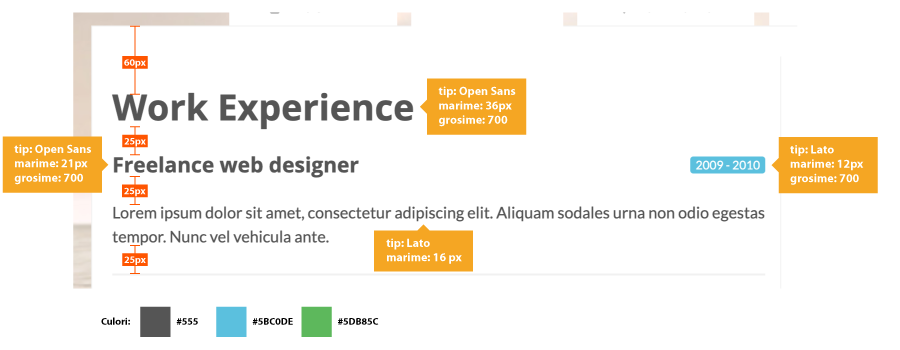 60px
tip: Open Sans
marime: 36px
grosime: 700
Work Experience
25px
tip: Open Sans
marime: 21px
grosime: 700
Freelance web designer
2009 - 2010
tip: Lato
marime: 12px
grosime: 700
25px
Lorem ipsum dolor sit amet, consectetur adipiscing elit. Aliquam sodales urna non odio egestas
tempor. Nunc vel vehicula ante.
tip: Lato
marime: 16 px
25px
Culori: #555 #5BC0DE #5DB85C